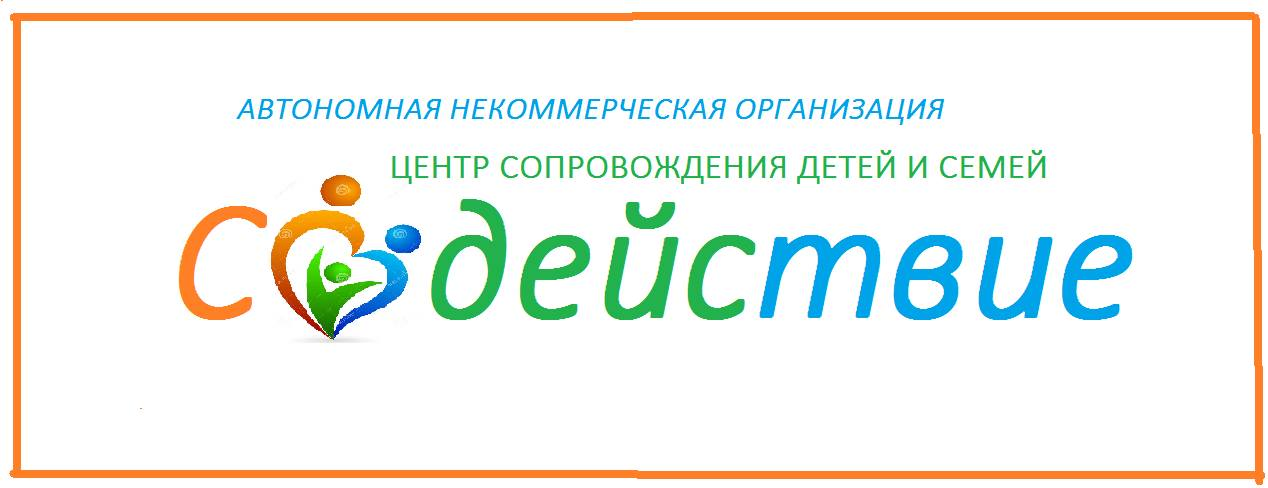 АВТОНОМНАЯ НЕКОММЕРЧЕСКАЯ ОРГАНИЗАЦИЯ
ЦЕНТР СОПРОВОЖДЕНИЯ ДЕТЕЙ И СЕМЕЙ
Содействие